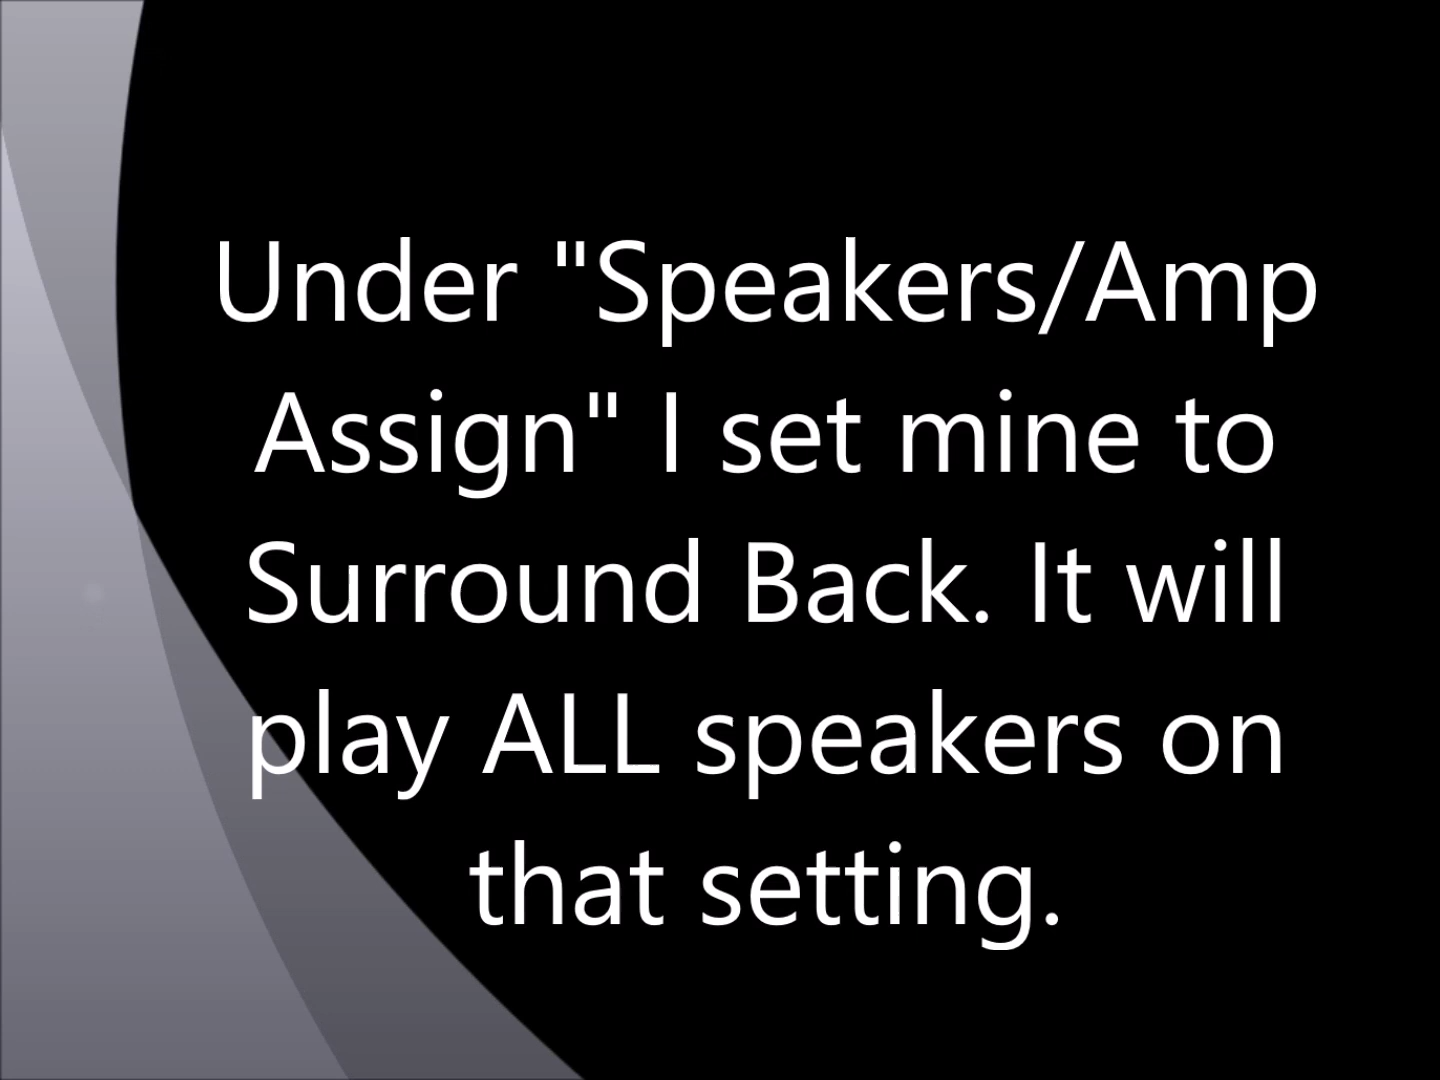 Under "Speakers/Amp
Assign" I set mine to
Surround Back. It will
play ALL speakers on
that setting.